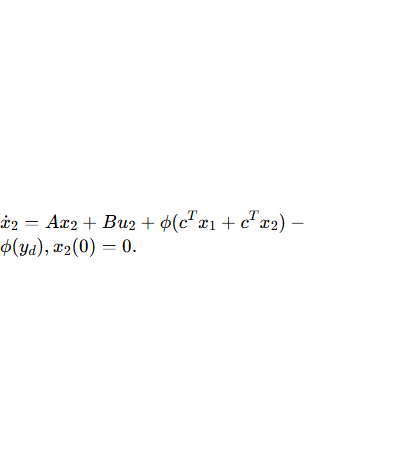 ẋ₂ = Ax₂ + Bu₂ + ϕ(cᵀx₁ + cᵀx₂) −
ϕ(y_d), x₂(0) = 0.